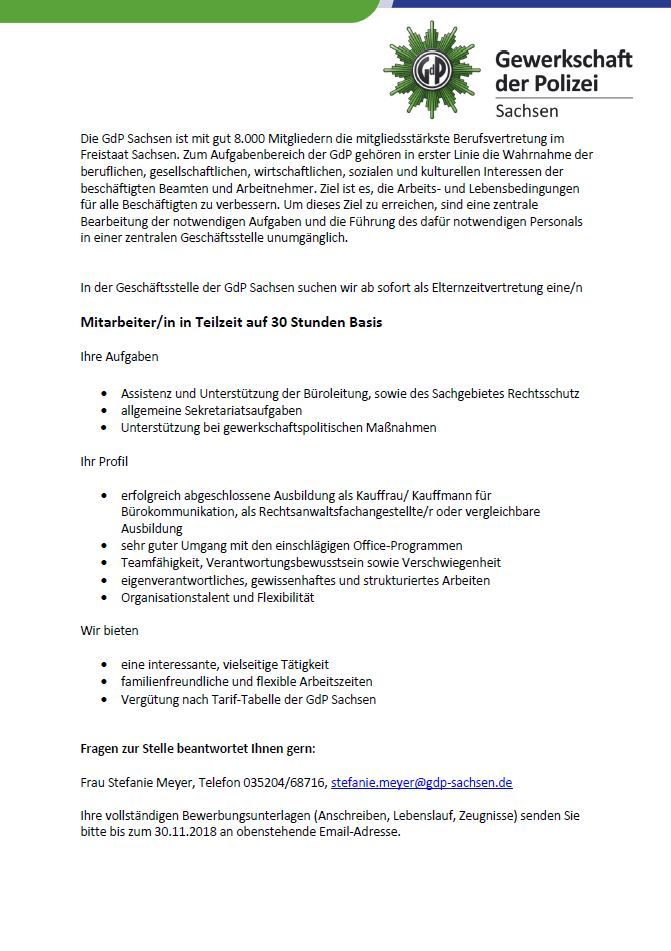 GdP
Gewerkschaft
der Polizei
Sachsen
Die GdP Sachsen ist mit gut 8.000 Mitgliedern die mitgliedsstärkste Berufsvertretung im
Freistaat Sachsen. Zum Aufgabenbereich der GdP gehören in erster Linie die Wahrnahme der
beruflichen, gesellschaftlichen, wirtschaftlichen, sozialen und kulturellen Interessen der
beschäftigten Beamten und Arbeitnehmer. Ziel ist es, die Arbeits- und Lebensbedingungen
für alle Beschäftigten zu verbessern. Um dieses Ziel zu erreichen, sind eine zentrale
Bearbeitung der notwendigen Aufgaben und die Führung des dafür notwendigen Personals
in einer zentralen Geschäftsstelle unumgänglich.
In der Geschäftsstelle der GdP Sachsen suchen wir ab sofort als Elternzeitvertretung eine/n
Mitarbeiter/in in Teilzeit auf 30 Stunden Basis
Ihre Aufgaben
• Assistenz und Unterstützung der Büroleitung, sowie des Sachgebietes Rechtsschutz
• allgemeine Sekretariatsaufgaben
• Unterstützung bei gewerkschaftspolitischen Maßnahmen
Ihr Profil
• erfolgreich abgeschlossene Ausbildung als Kauffrau/ Kauffmann für
Bürokommunikation, als Rechtsanwaltsfachangestellte/r oder vergleichbare
Ausbildung
• sehr guter Umgang mit den einschlägigen Office-Programmen
• Teamfähigkeit, Verantwortungsbewusstsein sowie Verschwiegenheit
• eigenverantwortliches, gewissenhaftes und strukturiertes Arbeiten
• Organisationstalent und Flexibilität
Wir bieten
• eine interessante, vielseitige Tätigkeit
• familienfreundliche und flexible Arbeitszeiten
• Vergütung nach Tarif-Tabelle der GdP Sachsen
Fragen zur Stelle beantwortet Ihnen gern:
Frau Stefanie Meyer, Telefon 035204/68716, stefanie.meyer@gdp-sachsen.de
Ihre vollständigen Bewerbungsunterlagen (Anschreiben, Lebenslauf, Zeugnisse) senden Sie
bitte bis zum 30.11.2018 an obenstehende Email-Adresse.